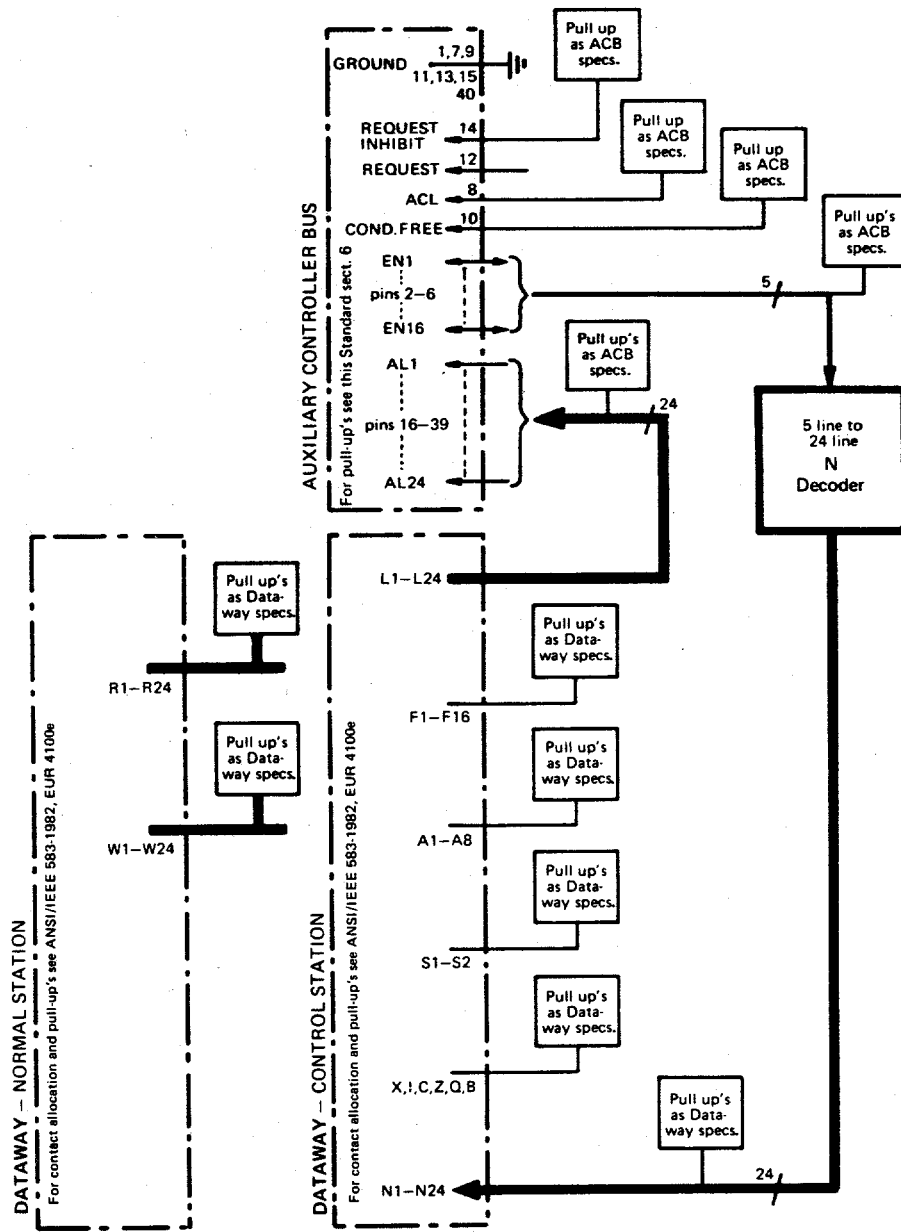 Pull up
as ACB
specs.
1,7,9
GROUND
11,13,15
40
Pull up
as ACB
specs.
REQUEST
INHIBIT
14
Pull up
as ACB
specs.
REQUEST
12
ACL
8
COND. FREE
10
Pull up's
as ACB
specs.
EN1
pins 2–6
EN16
5
AL1
pins 16–39
AL24
Pull up's
as ACB
specs.
24
AUXILIARY CONTROLLER BUS
For pull-up's see this Standard sect. 6
5 line to
24 line
N
Decoder
L1–L24
Pull up's
as Data-
way specs.
R1–R24
Pull up's
as Data-
way specs.
F1–F16
Pull up's
as Data-
way specs.
W1–W24
Pull up's
as Data-
way specs.
A1–A8
Pull up's
as Data-
way specs.
S1–S2
Pull up's
as Data-
way specs.
X,I,C,Z,Q,B
Pull up's
as Data-
way specs.
N1–N24
24
DATAWAY – NORMAL STATION
For contact allocation and pull-up's see ANSI/IEEE 583-1982, EUR 4100e
DATAWAY – CONTROL STATION
For contact allocation and pull-up's see ANSI/IEEE 583-1982, EUR 4100e